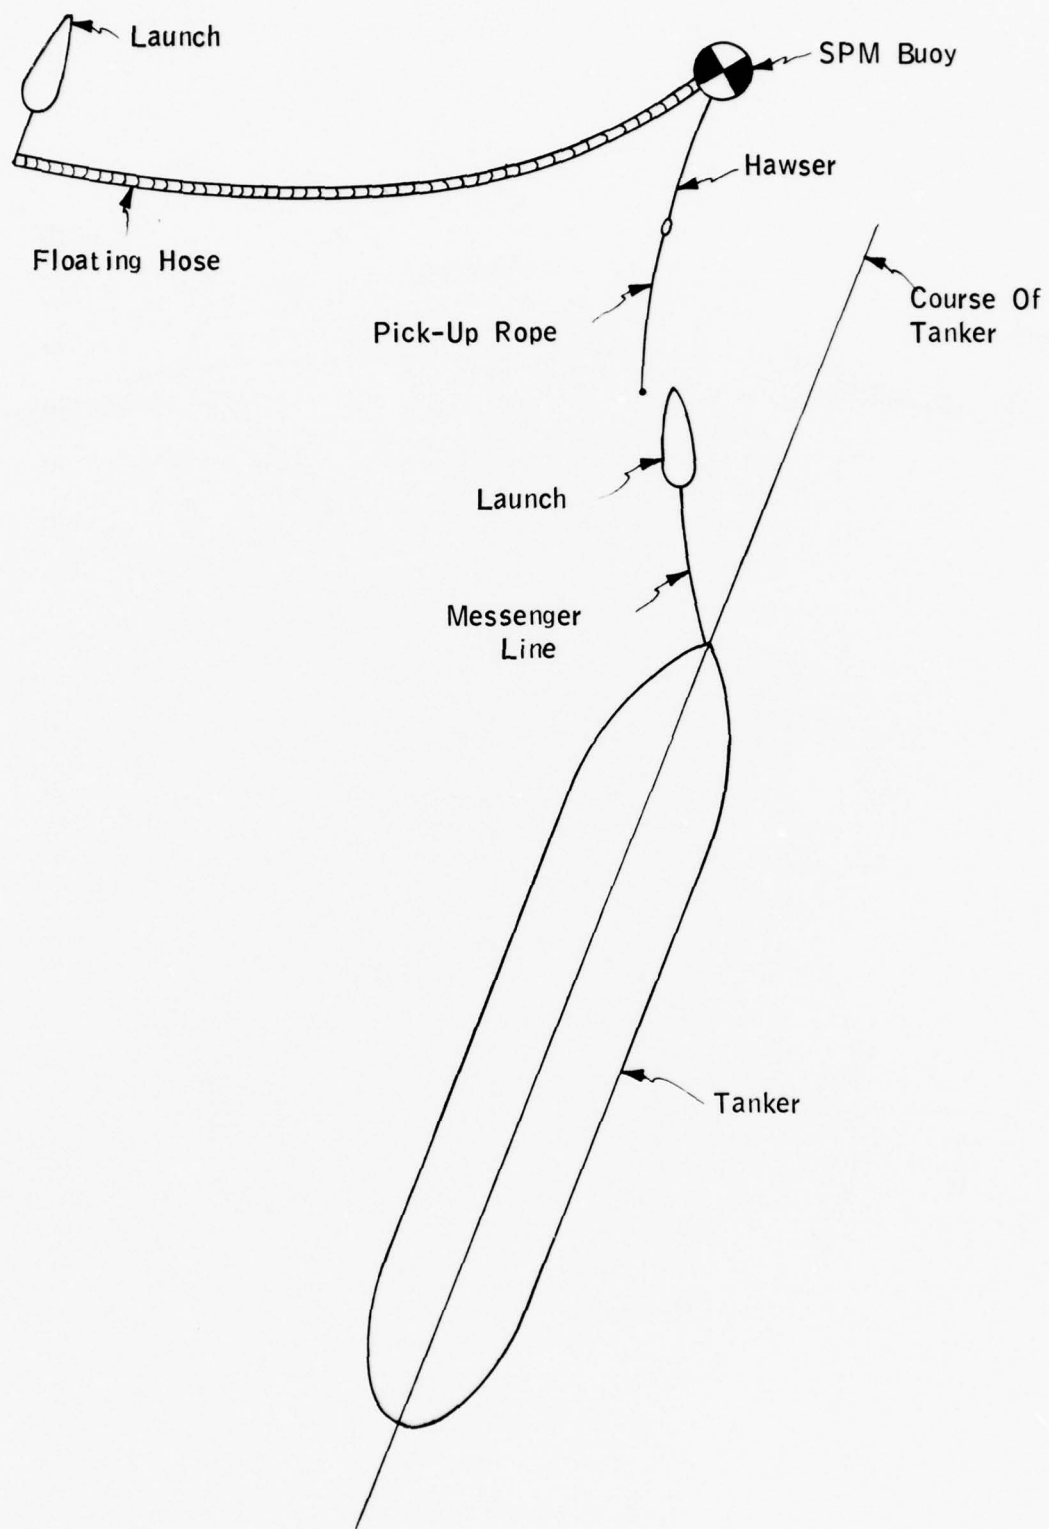 Launch
SPM Buoy
Hawser
Floating Hose
Course Of
Tanker
Pick-Up Rope
Launch
Messenger
Line
Tanker